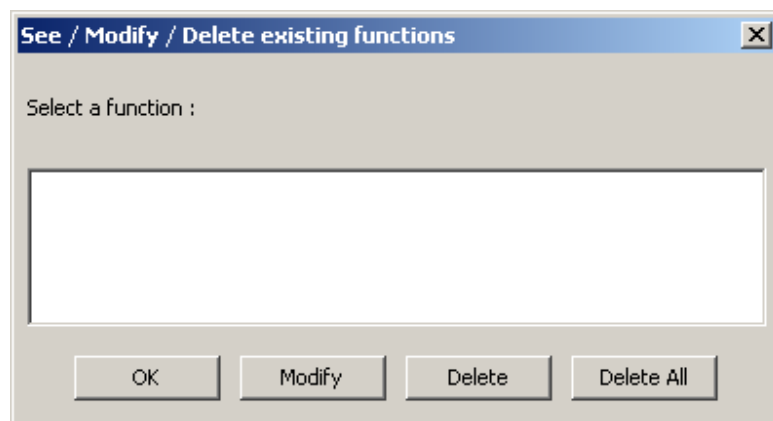 See / Modify / Delete existing functions
Select a function :
OK Modify Delete Delete All